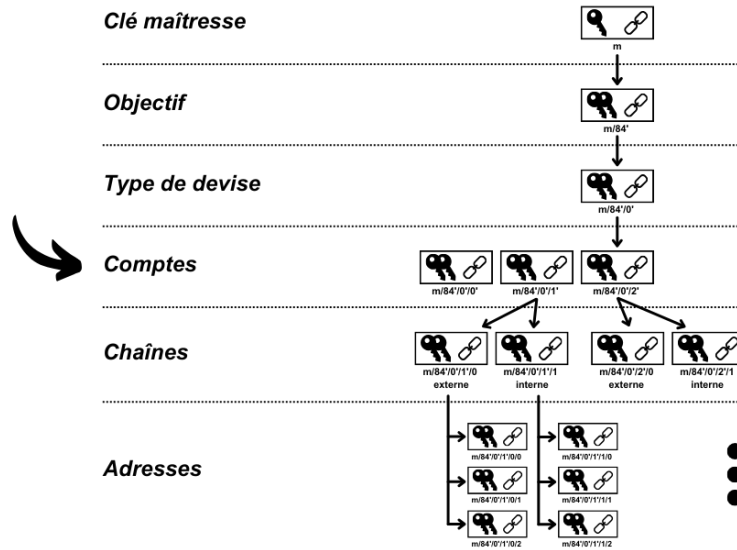 Clé maîtresse
m
Objectif
m/84'
Type de devise
m/84'/0'
Comptes
m/84'/0'/0' m/84'/0'/1' m/84'/0'/2'
Chaînes
m/84'/0'/1'/0 m/84'/0'/1'/1 m/84'/0'/2'/0 m/84'/0'/2'/1
externe interne externe interne
Adresses
m/84'/0'/1'/0/0 m/84'/0'/1'/1/0
m/84'/0'/1'/0/1 m/84'/0'/1'/1/1
m/84'/0'/1'/0/2 m/84'/0'/1'/1/2